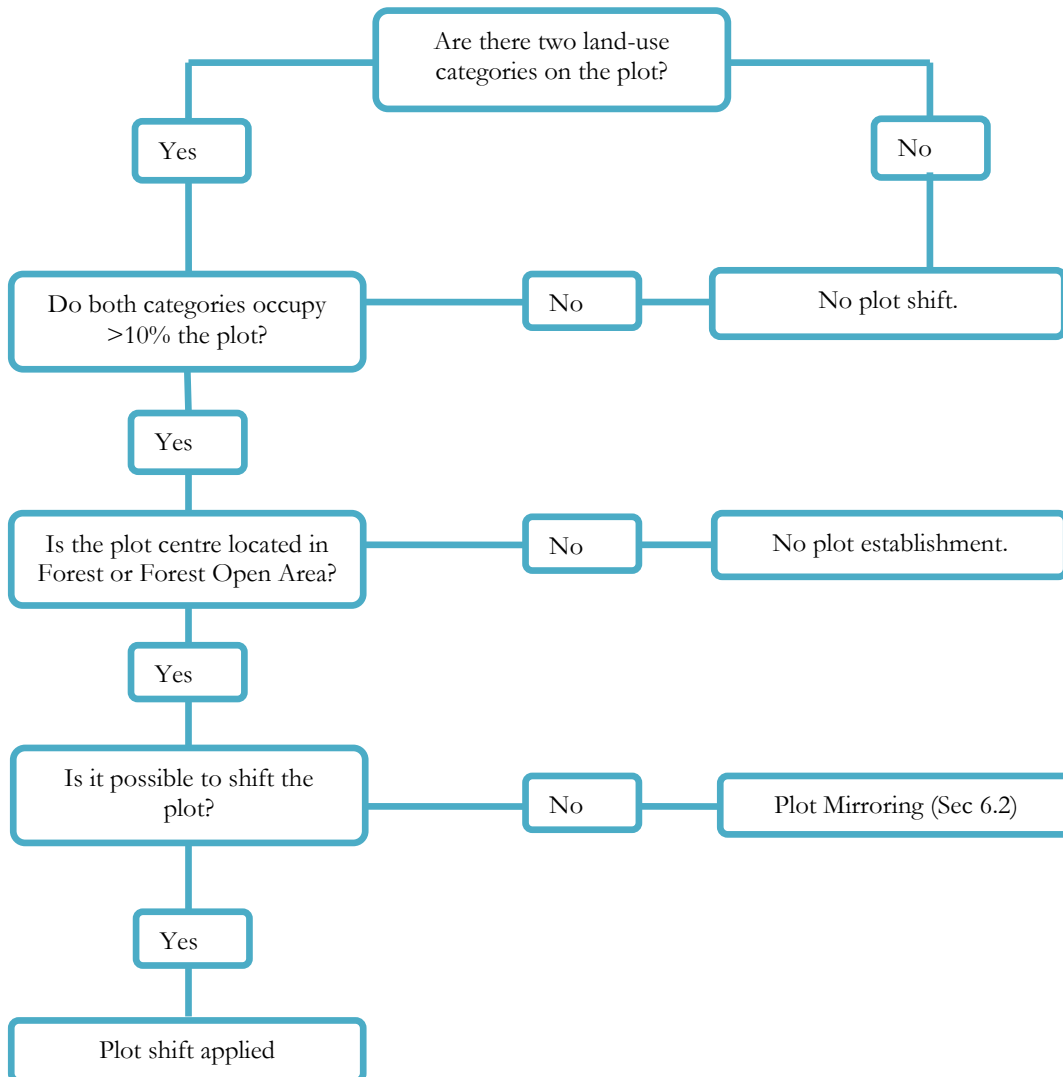 Are there two land-use
categories on the plot?
Yes
No
Do both categories occupy
>10% the plot?
No
No plot shift.
Yes
Is the plot centre located in
Forest or Forest Open Area?
No
No plot establishment.
Yes
Is it possible to shift the
plot?
No
Plot Mirroring (Sec 6.2)
Yes
Plot shift applied